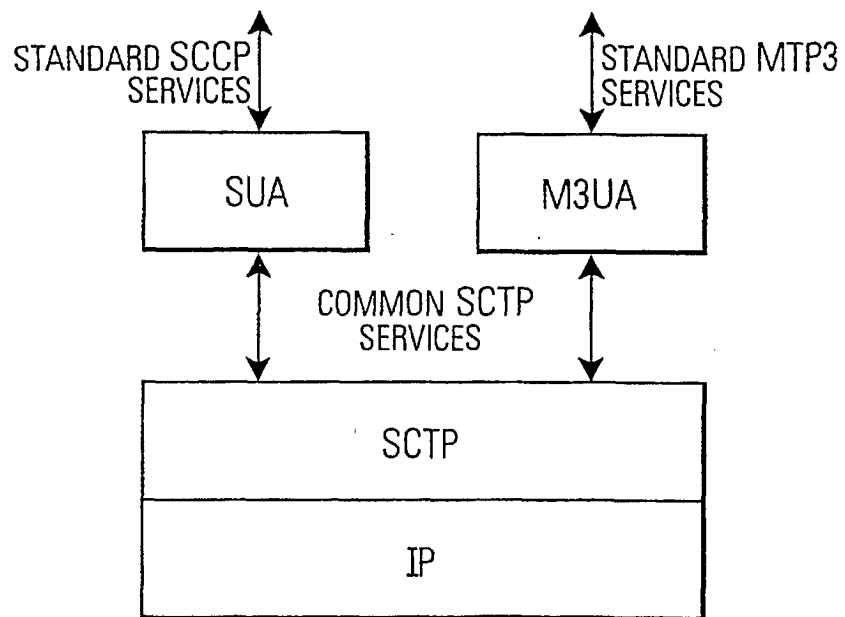 STANDARD SCCP
SERVICES
STANDARD MTP3
SERVICES
SUA
M3UA
COMMON SCTP
SERVICES
SCTP
IP